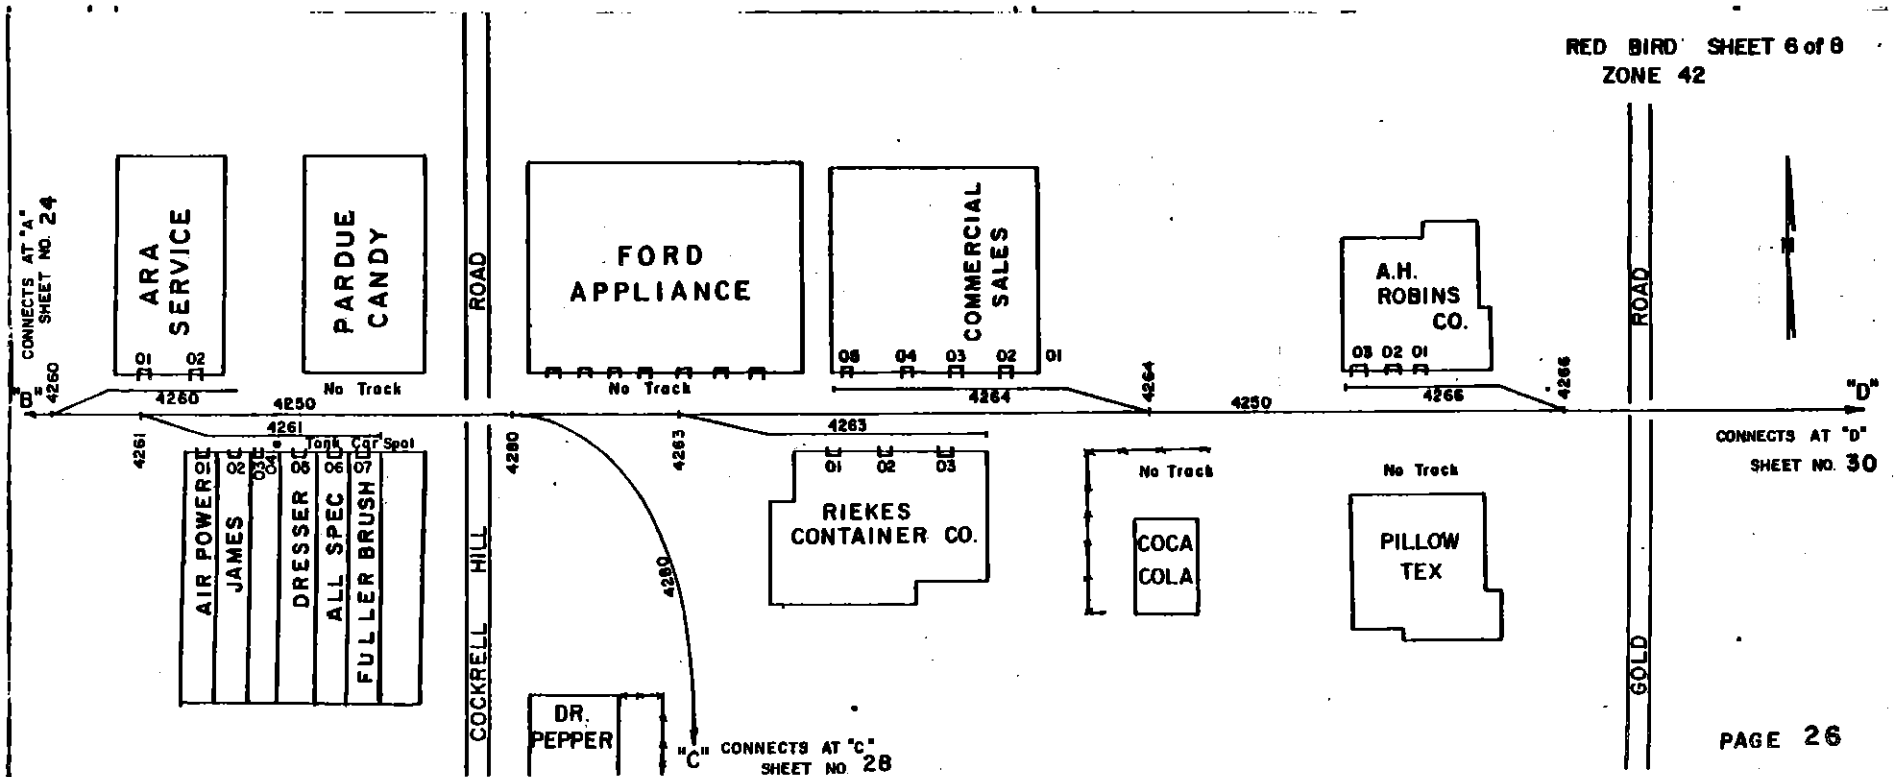 RED BIRD SHEET 6 of 8
ZONE 42
CONNECTS AT "A"
SHEET NO. 24
ARA
SERVICE
01 02
PARDUE
CANDY
No Track
ROAD
FORD
APPLIANCE
No Track
COMMERCIAL
SALES
05 04 03 02 01
A.H.
ROBINS
CO.
03 02 01
ROAD
"B"
4260
4260
4250
4264
4264
4250
4266
4266
"D"
CONNECTS AT "D"
SHEET NO. 30
4261
4261
Tank Car Spot
4280
4263
4263
01 02 03 04 05 06 07
AIR POWER
JAMES
DRESSER
ALL SPEC
FULLER BRUSH
COCKRELL HILL
4280
01 02 03
RIEKES
CONTAINER CO.
No Track
COCA
COLA
No Track
PILLOW
TEX
GOLD
DR.
PEPPER
"C" CONNECTS AT "C"
SHEET NO 28
PAGE 26